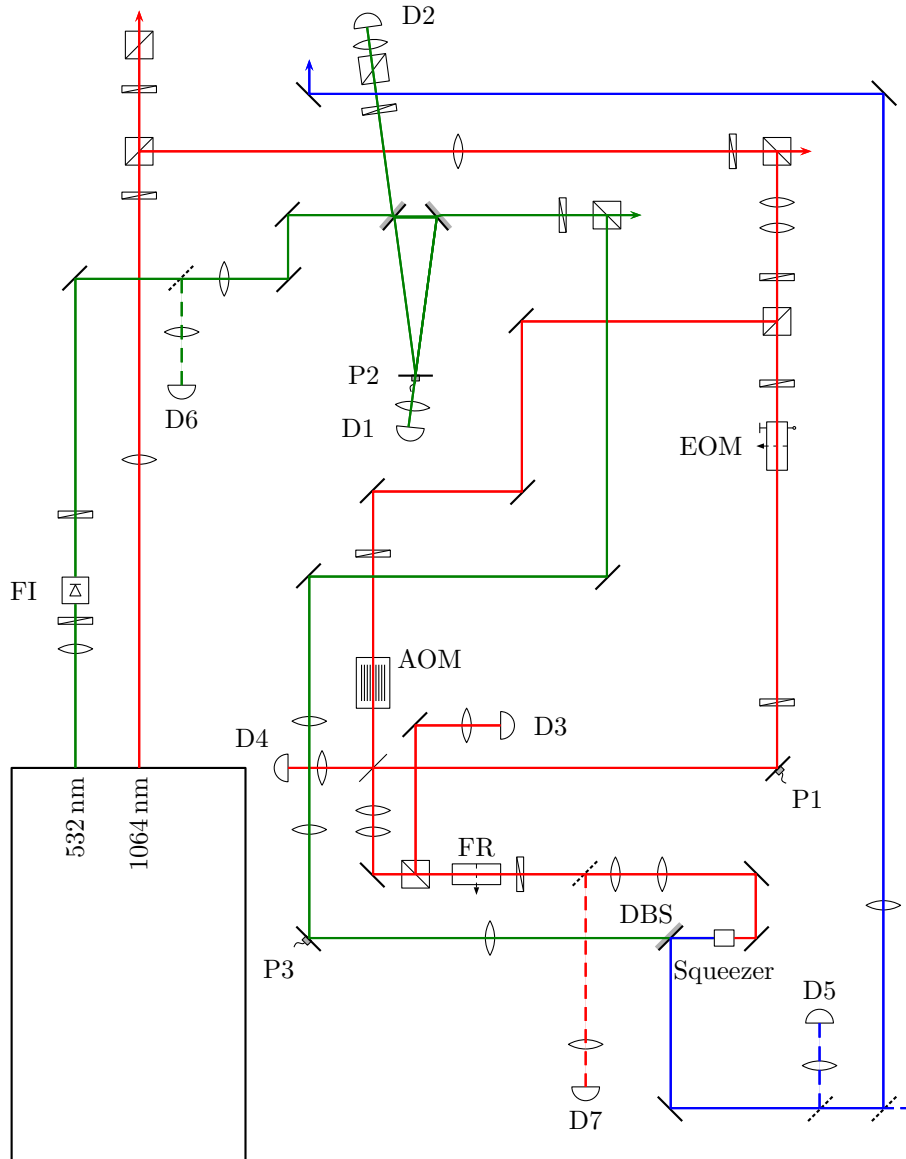 D2
P2
D1
D6
EOM
FI
AOM
D4
D3
P1
532 nm
1064 nm
FR
DBS
P3
Squeezer
D5
D7